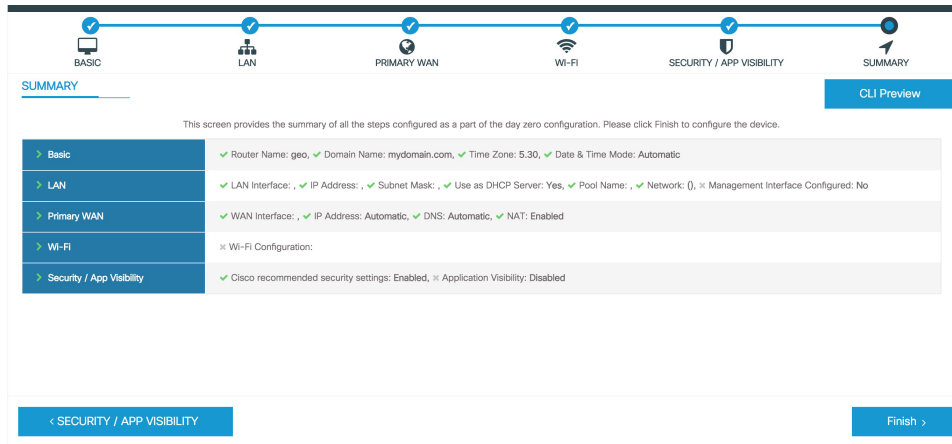 BASIC
LAN
PRIMARY WAN
WI-FI
SECURITY / APP VISIBILITY
SUMMARY
SUMMARY
CLI Preview
This screen provides the summary of all the steps configured as a part of the day zero configuration. Please click Finish to configure the device.
> Basic
✔ Router Name: geo, ✔ Domain Name: mydomain.com, ✔ Time Zone: 5.30, ✔ Date & Time Mode: Automatic
> LAN
✔ LAN Interface: , ✔ IP Address: , ✔ Subnet Mask: , ✔ Use as DHCP Server: Yes, ✔ Pool Name: , ✔ Network: (), ✖ Management Interface Configured: No
> Primary WAN
✔ WAN Interface: , ✔ IP Address: Automatic, ✔ DNS: Automatic, ✔ NAT: Enabled
> Wi-Fi
✖ Wi-Fi Configuration:
> Security / App Visibility
✔ Cisco recommended security settings: Enabled, ✖ Application Visibility: Disabled
< SECURITY / APP VISIBILITY
Finish >